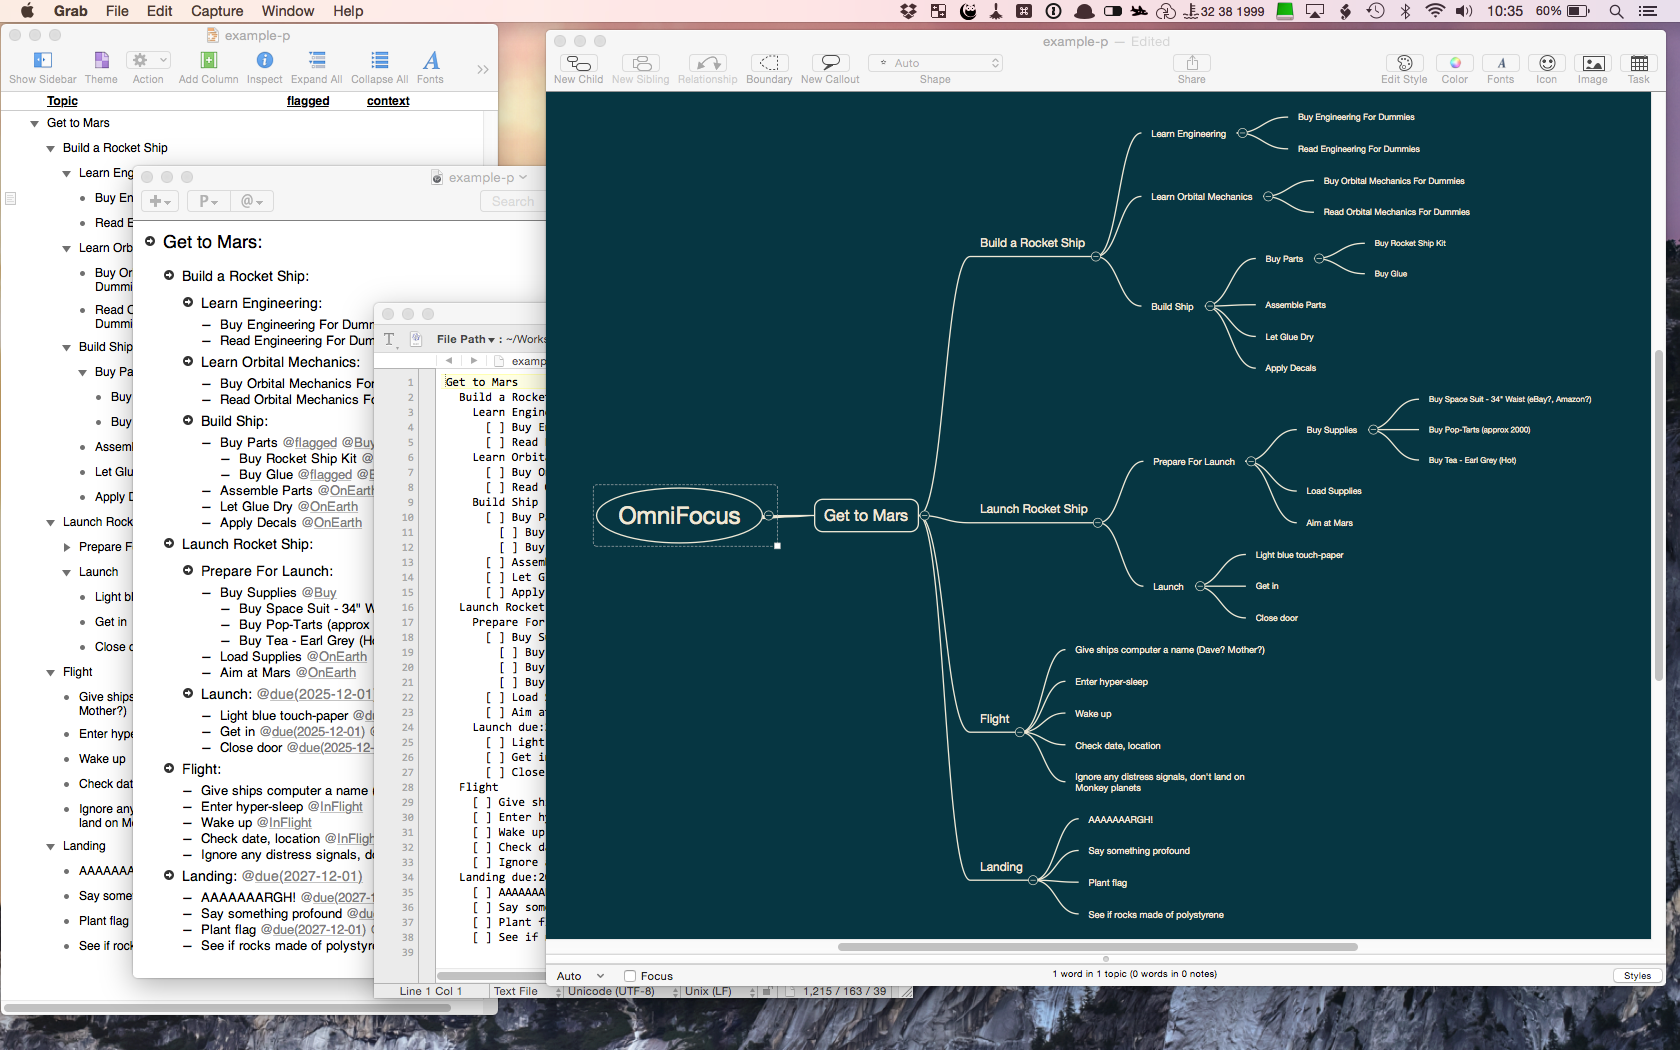 Grab File Edit Capture Window Help
32 38 1999 10:35 60%
example-p
Show Sidebar Theme Action Add Column Inspect Expand All Collapse All Fonts
Topic flagged context
Get to Mars
Build a Rocket Ship
Learn Eng
Buy En
Read E
Learn Orb
Buy Or
Dummi
Read O
Dummi
Build Ship
Buy Pa
Buy
Buy
Assem
Let Glu
Apply D
Launch Rock
Prepare F
Launch
Light bl
Get in
Close d
Flight
Give ships
Mother?)
Enter hype
Wake up
Check dat
Ignore any
land on M
Landing
AAAAAAA
Say some
Plant flag
See if rock
example-p
P @ Search
Get to Mars:
Build a Rocket Ship:
Learn Engineering:
– Buy Engineering For Dumm
– Read Engineering For Dum
Learn Orbital Mechanics:
– Buy Orbital Mechanics For
– Read Orbital Mechanics Fo
Build Ship:
– Buy Parts @flagged @Buy
– Buy Rocket Ship Kit @
– Buy Glue @flagged @B
– Assemble Parts @OnEarth
– Let Glue Dry @OnEarth
– Apply Decals @OnEarth
Launch Rocket Ship:
Prepare For Launch:
– Buy Supplies @Buy
– Buy Space Suit - 34" W
– Buy Pop-Tarts (approx
– Buy Tea - Earl Grey (Ho
– Load Supplies @OnEarth
– Aim at Mars @OnEarth
Launch: @due(2025-12-01)
– Light blue touch-paper @du
– Get in @due(2025-12-01) @
– Close door @due(2025-12-
Flight:
– Give ships computer a name (
– Enter hyper-sleep @InFlight
– Wake up @InFlight
– Check date, location @InFligh
– Ignore any distress signals, do
Landing: @due(2027-12-01)
– AAAAAAARGH! @due(2027-1
– Say something profound @du
– Plant flag @due(2027-12-01) @
– See if rocks made of polystyre
T File Path : ~/Works
examp
1 Get to Mars
2 Build a Rocket
3 Learn Engin
4 [ ] Buy E
5 [ ] Read
6 Learn Orbit
7 [ ] Buy O
8 [ ] Read
9 Build Ship
10 [ ] Buy P
11 [ ] Buy
12 [ ] Buy
13 [ ] Assem
14 [ ] Let G
15 [ ] Apply
16 Launch Rocket
17 Prepare For
18 [ ] Buy S
19 [ ] Buy
20 [ ] Buy
21 [ ] Buy
22 [ ] Load
23 [ ] Aim at
24 Launch due:
25 [ ] Light
26 [ ] Get in
27 [ ] Close
28 Flight
29 [ ] Give sh
30 [ ] Enter hy
31 [ ] Wake up
32 [ ] Check da
33 [ ] Ignore
34 Landing due:2
35 [ ] AAAAAAA
36 [ ] Say som
37 [ ] Plant f
38 [ ] See if
39
Line 1 Col 1 Text File Unicode (UTF-8) Unix (LF) 1,215 / 163 / 39
example-p — Edited
New Child New Sibling Relationship Boundary New Callout Auto Shape Share Edit Style Color Fonts Icon Image Task
OmniFocus
Get to Mars
Build a Rocket Ship
Learn Engineering
Buy Engineering For Dummies
Read Engineering For Dummies
Learn Orbital Mechanics
Buy Orbital Mechanics For Dummies
Read Orbital Mechanics For Dummies
Build Ship
Buy Parts
Buy Rocket Ship Kit
Buy Glue
Assemble Parts
Let Glue Dry
Apply Decals
Launch Rocket Ship
Prepare For Launch
Buy Supplies
Buy Space Suit - 34" Waist (eBay?, Amazon?)
Buy Pop-Tarts (approx 2000)
Buy Tea - Earl Grey (Hot)
Load Supplies
Aim at Mars
Launch
Light blue touch-paper
Get in
Close door
Flight
Give ships computer a name (Dave? Mother?)
Enter hyper-sleep
Wake up
Check date, location
Ignore any distress signals, don't land on
Monkey planets
Landing
AAAAAAARGH!
Say something profound
Plant flag
See if rocks made of polystyrene
Auto Focus 1 word in 1 topic (0 words in 0 notes) Styles